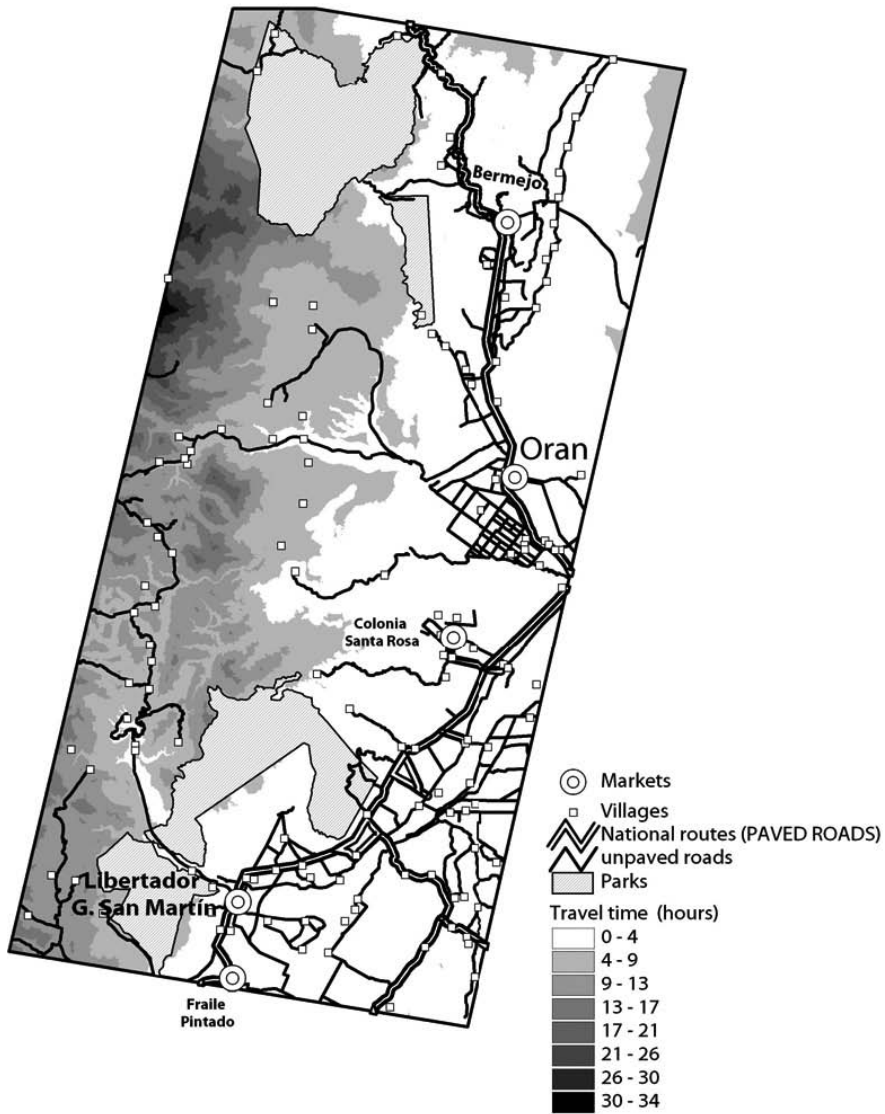 Bermejo
Oran
Colonia
Santa Rosa
Libertador
G. San Martín
Fraile
Pintado
Markets
Villages
National routes (PAVED ROADS)
unpaved roads
Parks
Travel time (hours)
0 - 4
4 - 9
9 - 13
13 - 17
17 - 21
21 - 26
26 - 30
30 - 34